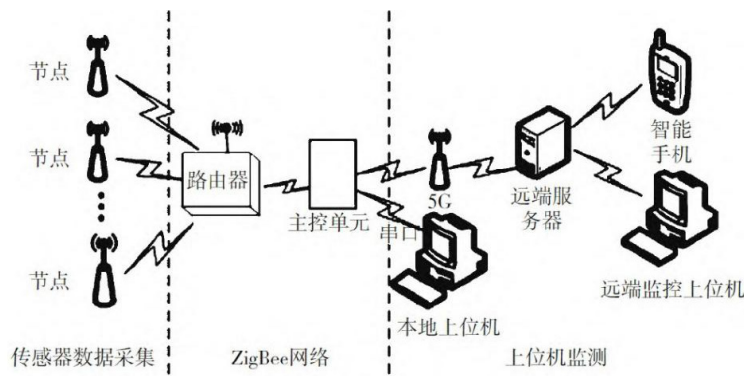 节点
节点
节点
路由器
主控单元
5G
串口
本地上位机
远端服
务器
智能
手机
远端监控上位机
传感器数据采集
ZigBee网络
上位机监测